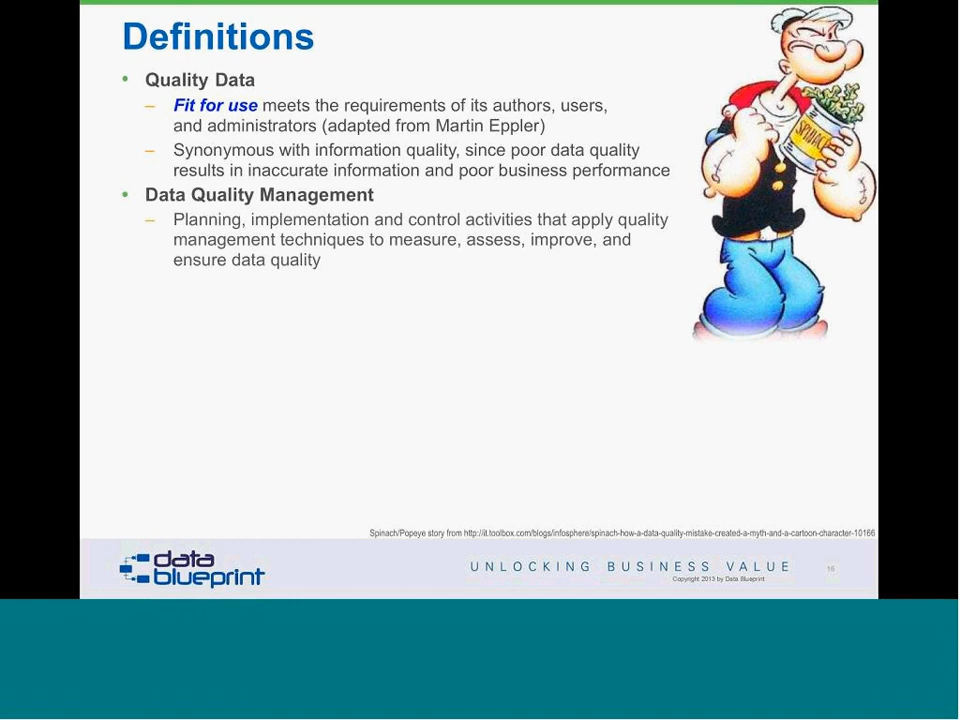 Definitions
• Quality Data
– Fit for use meets the requirements of its authors, users,
and administrators (adapted from Martin Eppler)
– Synonymous with information quality, since poor data quality
results in inaccurate information and poor business performance
• Data Quality Management
– Planning, implementation and control activities that apply quality
management techniques to measure, assess, improve, and
ensure data quality
SPINACH
Spinach/Popeye story from http://it.toolbox.com/blogs/infosphere/spinach-how-a-data-quality-mistake-created-a-myth-and-a-cartoon-character-10166
data
blueprint
UNLOCKING BUSINESS VALUE
Copyright 2013 by Data Blueprint
16